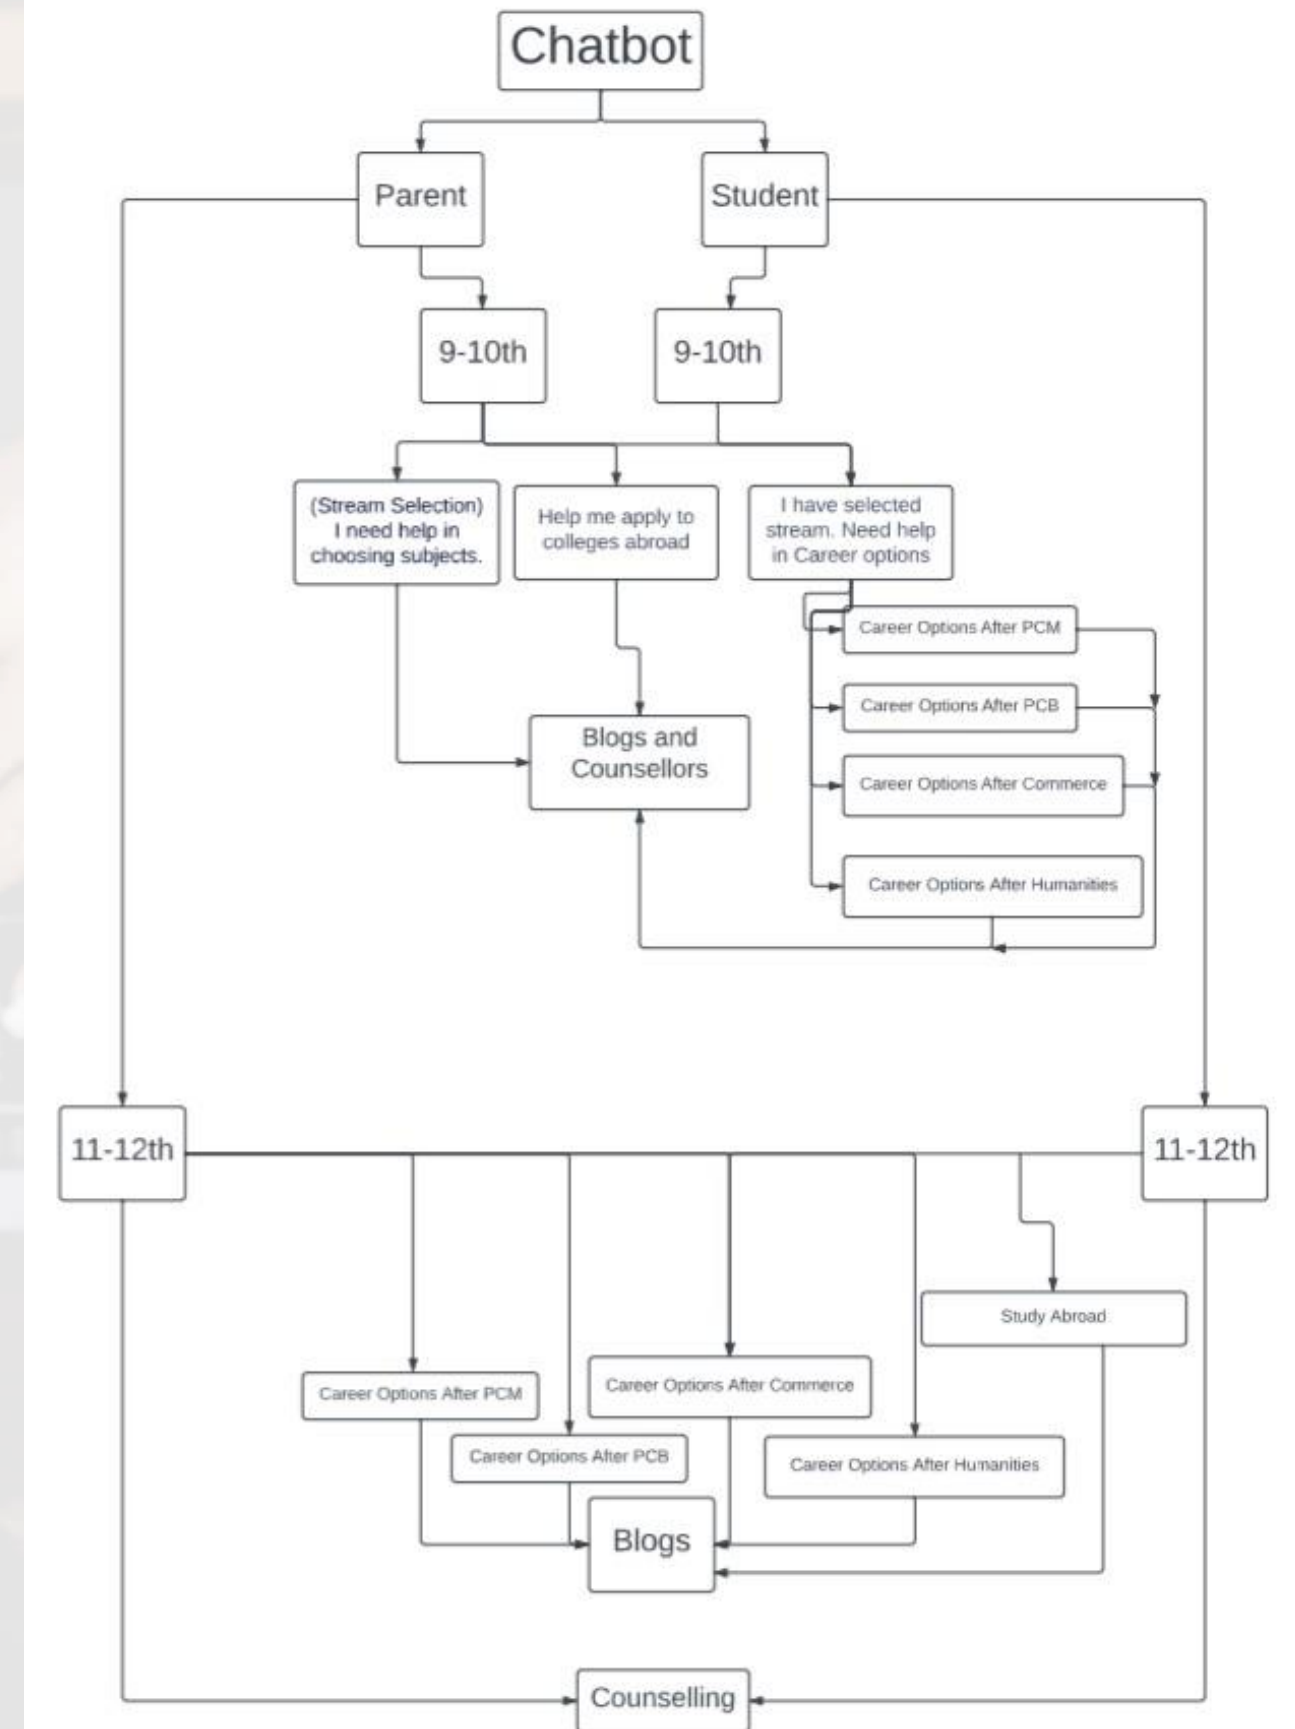 Chatbot
Parent
Student
9-10th
9-10th
(Stream Selection)
I need help in
choosing subjects.
Help me apply to
colleges abroad
I have selected
stream. Need help
in Career options
Career Options After PCM
Career Options After PCB
Blogs and
Counsellors
Career Options After Commerce
Career Options After Humanities
11-12th
11-12th
Study Abroad
Career Options After PCM
Career Options After Commerce
Career Options After PCB
Career Options After Humanities
Blogs
Counselling